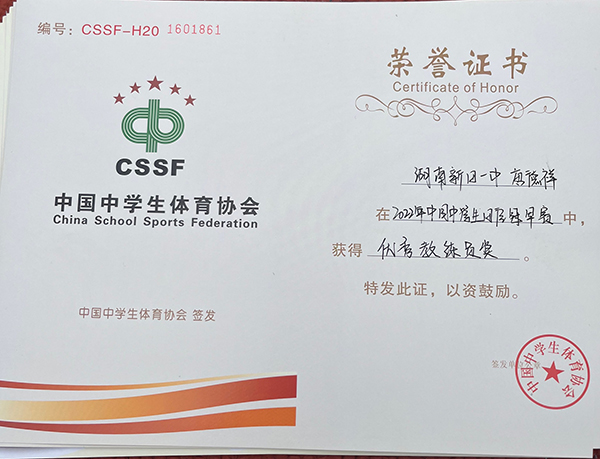 编号：CSSF-H20 1601861
CSSF
中国中学生体育协会
China School Sports Federation
中国中学生体育协会 签发
荣誉证书
Certificate of Honor
湖南新田一中
在2022年中国中学生田径锦标赛中，
获得 优秀教练员奖 。
特发此证，以资鼓励。
签发单位
中国中学生体育协会